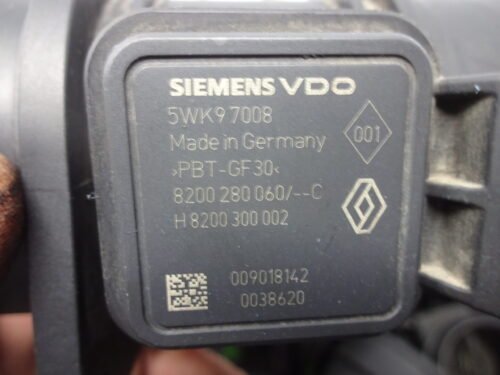 SIEMENS VDO
5WK9 7008
Made in Germany
001
>PBT-GF30<
8200 280 060/--C
H 8200 300 002
009018142
0038620